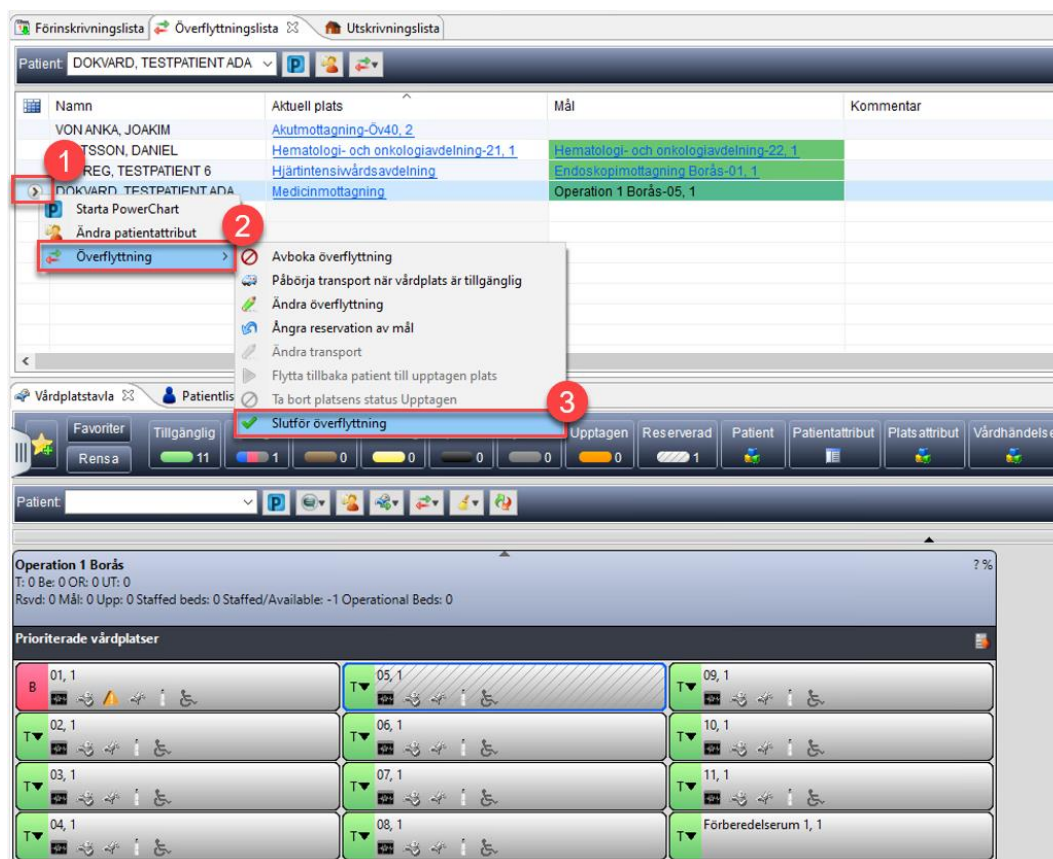 Förinskrivningslista Överflyttningslista Utskrivningslista
Patient: DOKVARD, TESTPATIENT ADA
Namn Aktuell plats Mål Kommentar
VON ANKA, JOAKIM Akutmottagning-Öv40, 2
TSSON, DANIEL Hematologi- och onkologiavdelning-21, 1 Hematologi- och onkologiavdelning-22, 1
REG, TESTPATIENT 6 Hjärtintensivvårdsavdelning Endoskopimottagning Borås-01, 1
DOKVARD, TESTPATIENT ADA Medicinmottagning Operation 1 Borås-05, 1
1
Starta PowerChart
Ändra patientattribut
2
Överflyttning
Avboka överflyttning
Påbörja transport när vårdplats är tillgänglig
Ändra överflyttning
Ångra reservation av mål
Ändra transport
Flytta tillbaka patient till upptagen plats
Ta bort platsens status Upptagen
3
Slutför överflyttning
Vårdplatstavla Patientlis
Favoriter Tillgänglig Upptagen Reserverad Patient Patientattribut Platsattribut Vårdhändelse
Rensa 11 1 0 0 0 0 0 1
Patient:
Operation 1 Borås ?%
T: 0 Be: 0 OR: 0 UT: 0
Rsvd: 0 Mål: 0 Upp: 0 Staffed beds: 0 Staffed/Available: -1 Operational Beds: 0
Prioriterade vårdplatser
B 01, 1 T 05, 1 T 09, 1
T 02, 1 T 06, 1 T 10, 1
T 03, 1 T 07, 1 T 11, 1
T 04, 1 T 08, 1 T Förberedelserum 1, 1